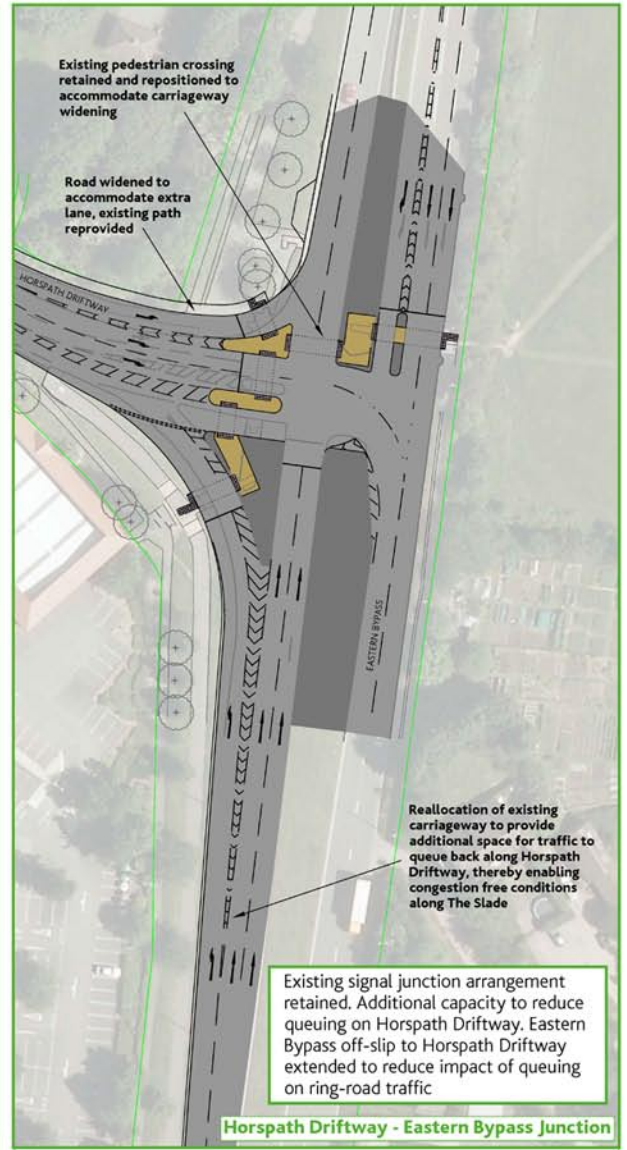 Existing pedestrian crossing
retained and repositioned to
accommodate carriageway
widening
Road widened to
accommodate extra
lane, existing path
reprovided
HORSPATH DRIFTWAY
EASTERN BYPASS
Reallocation of existing
carriageway to provide
additional space for traffic to
queue back along Horspath
Driftway, thereby enabling
congestion free conditions
along The Slade
Existing signal junction arrangement
retained. Additional capacity to reduce
queuing on Horspath Driftway. Eastern
Bypass off-slip to Horspath Driftway
extended to reduce impact of queuing
on ring-road traffic
Horspath Driftway - Eastern Bypass Junction